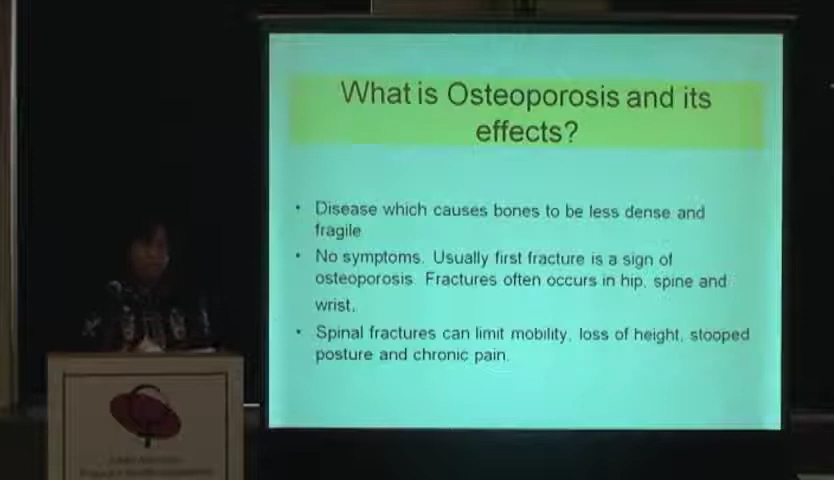 What is Osteoporosis and its
effects?
• Disease which causes bones to be less dense and
fragile
• No symptoms. Usually first fracture is a sign of
osteoporosis. Fractures often occurs in hip, spine and
wrist,
• Spinal fractures can limit mobility, loss of height, stooped
posture and chronic pain.